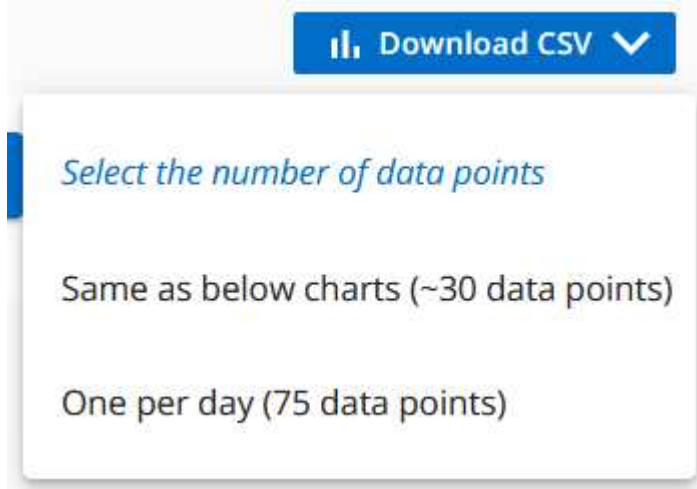 Download CSV
Select the number of data points
Same as below charts (~30 data points)
One per day (75 data points)